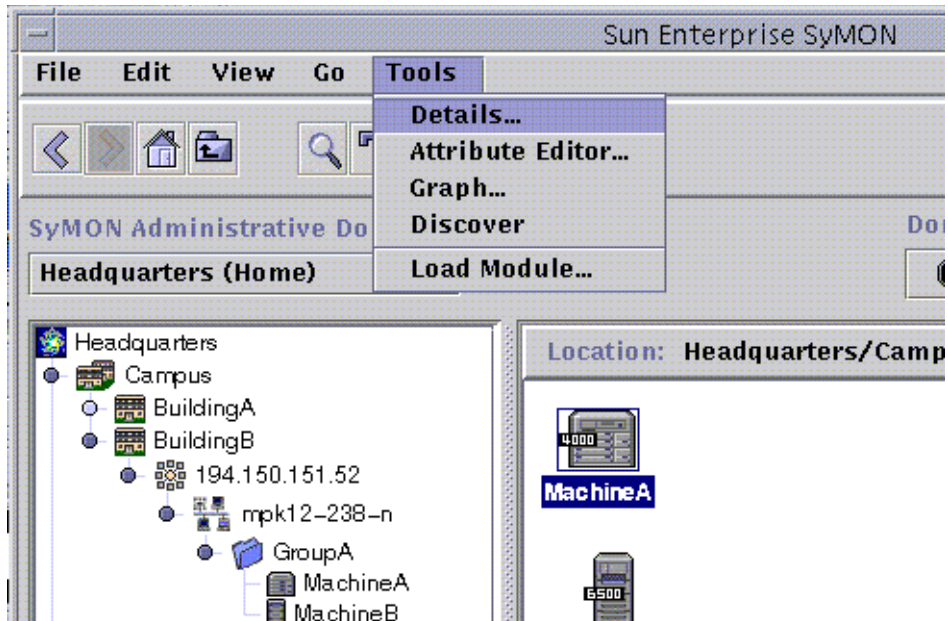 Sun Enterprise SyMON
File Edit View Go Tools
Details...
Attribute Editor...
Graph...
Discover
Load Module...
SyMON Administrative Do
Headquarters (Home)
Headquarters
Campus
BuildingA
BuildingB
194.150.151.52
mpk12-238-n
GroupA
MachineA
MachineB
Location: Headquarters/Camp
4000
MachineA
6500